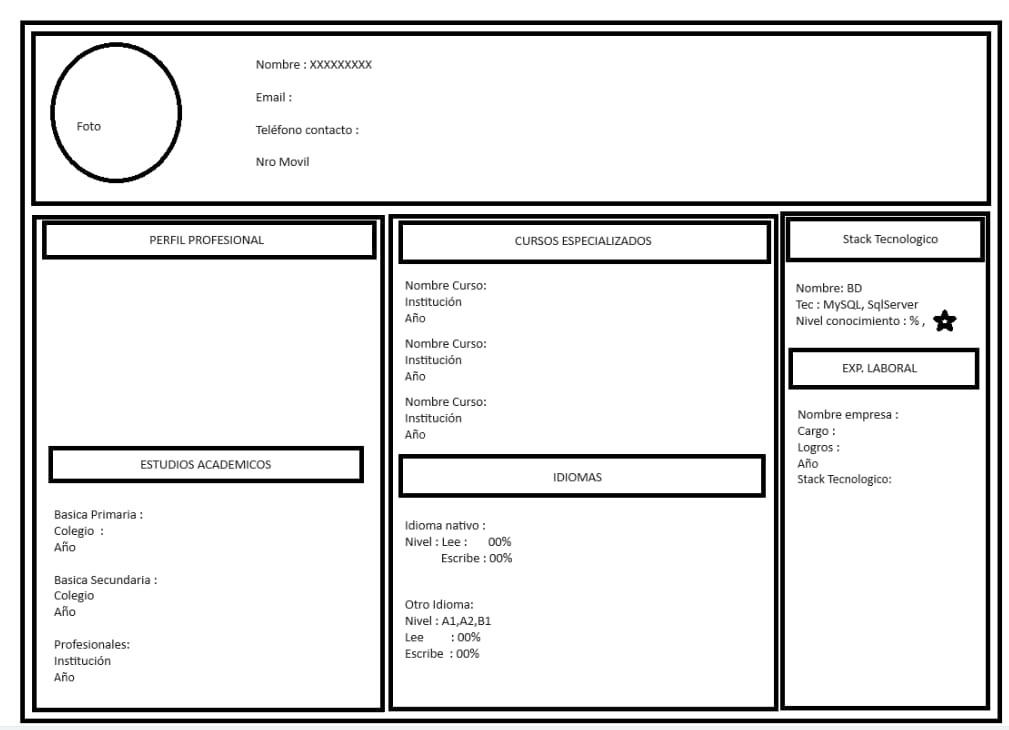 Foto
Nombre : XXXXXXXXX
Email :
Teléfono contacto :
Nro Movil
PERFIL PROFESIONAL
ESTUDIOS ACADEMICOS
Basica Primaria :
Colegio :
Año
Basica Secundaria :
Colegio
Año
Profesionales:
Institución
Año
CURSOS ESPECIALIZADOS
Nombre Curso:
Institución
Año
Nombre Curso:
Institución
Año
Nombre Curso:
Institución
Año
IDIOMAS
Idioma nativo :
Nivel : Lee : 00%
Escribe : 00%
Otro Idioma:
Nivel : A1,A2,B1
Lee : 00%
Escribe : 00%
Stack Tecnologico
Nombre: BD
Tec : MySQL, SqlServer
Nivel conocimiento : % ,
EXP. LABORAL
Nombre empresa :
Cargo :
Logros :
Año
Stack Tecnologico: